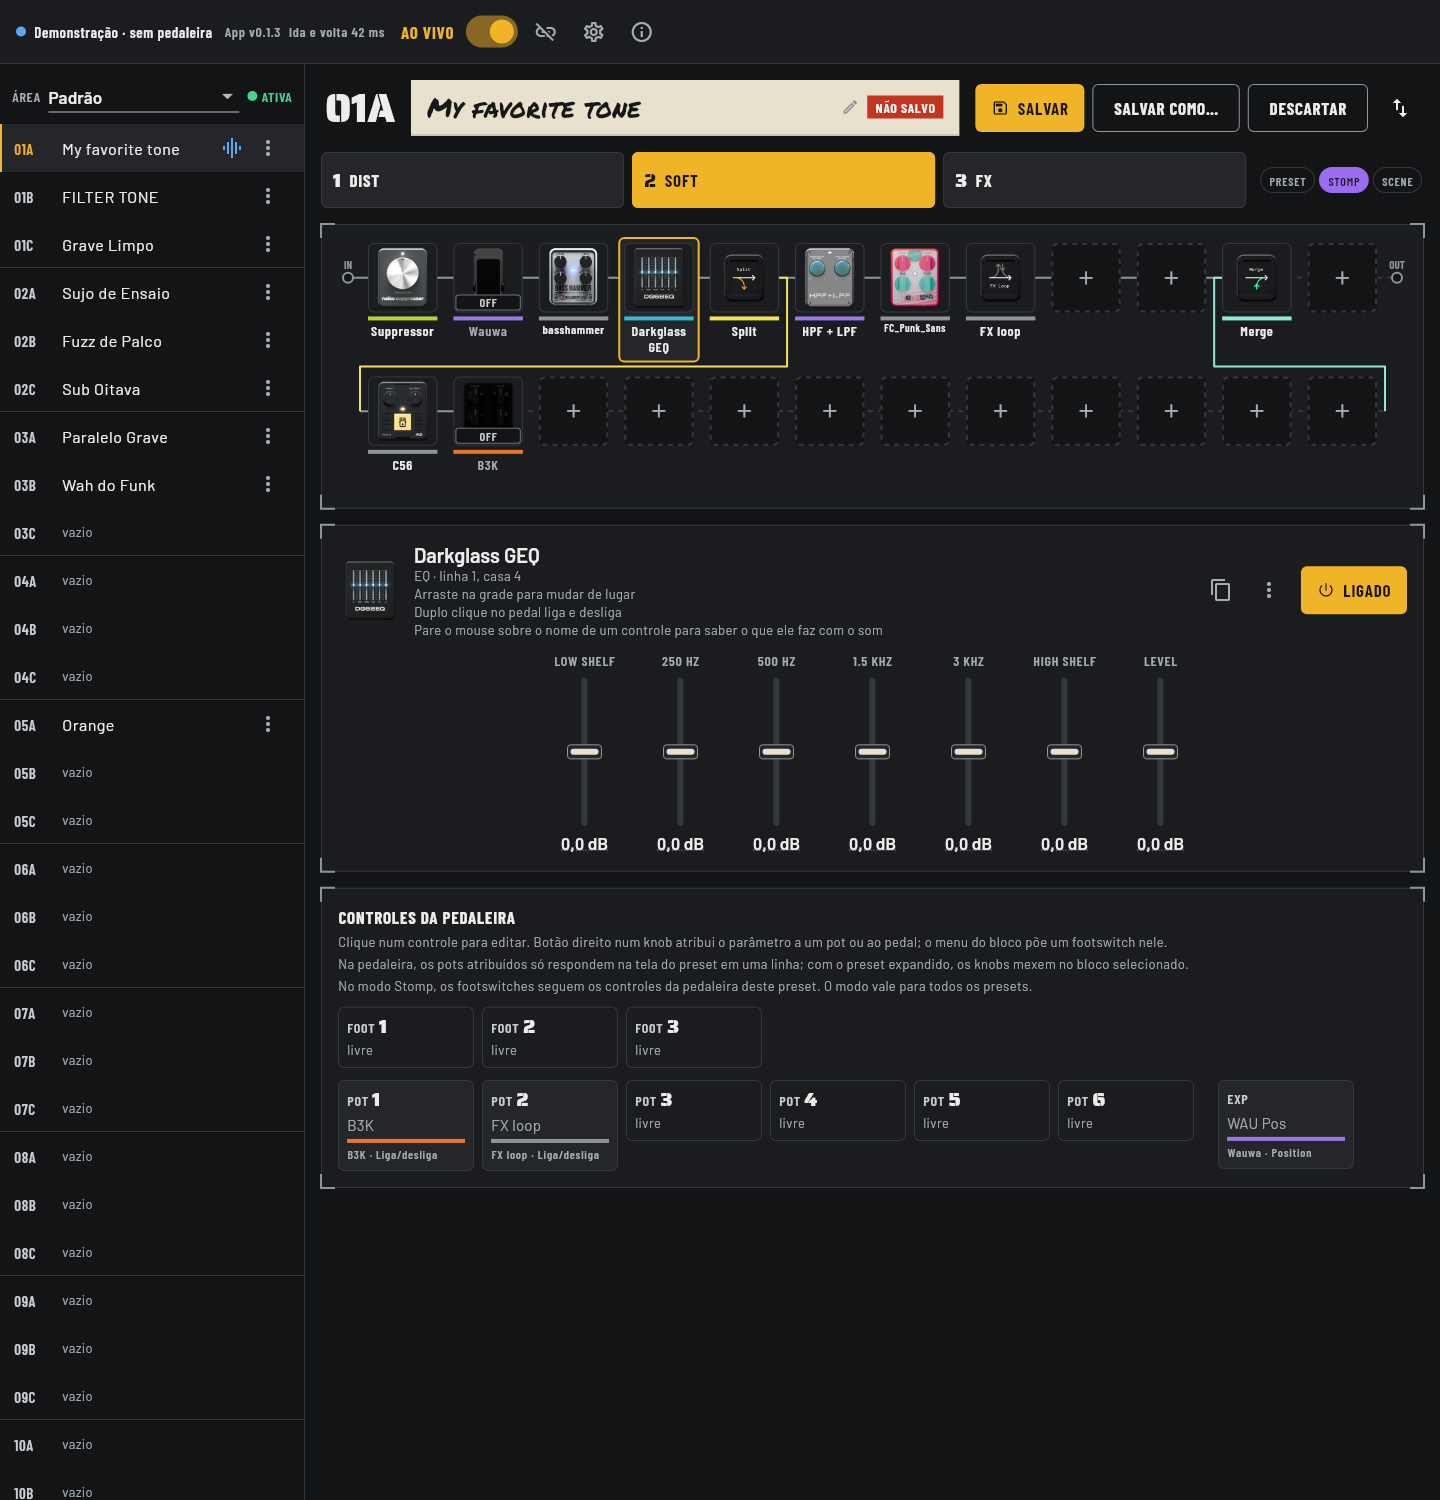 Demonstração · sem pedaleira App v0.1.3 Ida e volta 42 ms AO VIVO
ÁREA Padrão ATIVA
01A My favorite tone
01B FILTER TONE
01C Grave Limpo
02A Sujo de Ensaio
02B Fuzz de Palco
02C Sub Oitava
03A Paralelo Grave
03B Wah do Funk
03C vazio
04A vazio
04B vazio
04C vazio
05A Orange
05B vazio
05C vazio
06A vazio
06B vazio
06C vazio
07A vazio
07B vazio
07C vazio
08A vazio
08B vazio
08C vazio
09A vazio
09B vazio
09C vazio
10A vazio
10B vazio
01A My favorite tone NÃO SALVO SALVAR SALVAR COMO... DESCARTAR
1 DIST 2 SOFT 3 FX PRESET STOMP SCENE
IN OUT
OFF
Suppressor Wauwa basshammer Darkglass GEQ Split HPF + LPF FC_Punk_Sans FX loop Merge
OFF
C56 B3K
Darkglass GEQ
EQ · linha 1, casa 4
Arraste na grade para mudar de lugar
Duplo clique no pedal liga e desliga
Pare o mouse sobre o nome de um controle para saber o que ele faz com o som
LIGADO
LOW SHELF 250 HZ 500 HZ 1.5 KHZ 3 KHZ HIGH SHELF LEVEL
0,0 dB 0,0 dB 0,0 dB 0,0 dB 0,0 dB 0,0 dB 0,0 dB
CONTROLES DA PEDALEIRA
Clique num controle para editar. Botão direito num knob atribui o parâmetro a um pot ou ao pedal; o menu do bloco põe um footswitch nele.
Na pedaleira, os pots atribuídos só respondem na tela do preset em uma linha; com o preset expandido, os knobs mexem no bloco selecionado.
No modo Stomp, os footswitches seguem os controles da pedaleira deste preset. O modo vale para todos os presets.
FOOT 1 FOOT 2 FOOT 3
livre livre livre
POT 1 POT 2 POT 3 POT 4 POT 5 POT 6 EXP
B3K FX loop livre livre livre livre WAU Pos
B3K · Liga/desliga FX loop · Liga/desliga Wauwa · Position